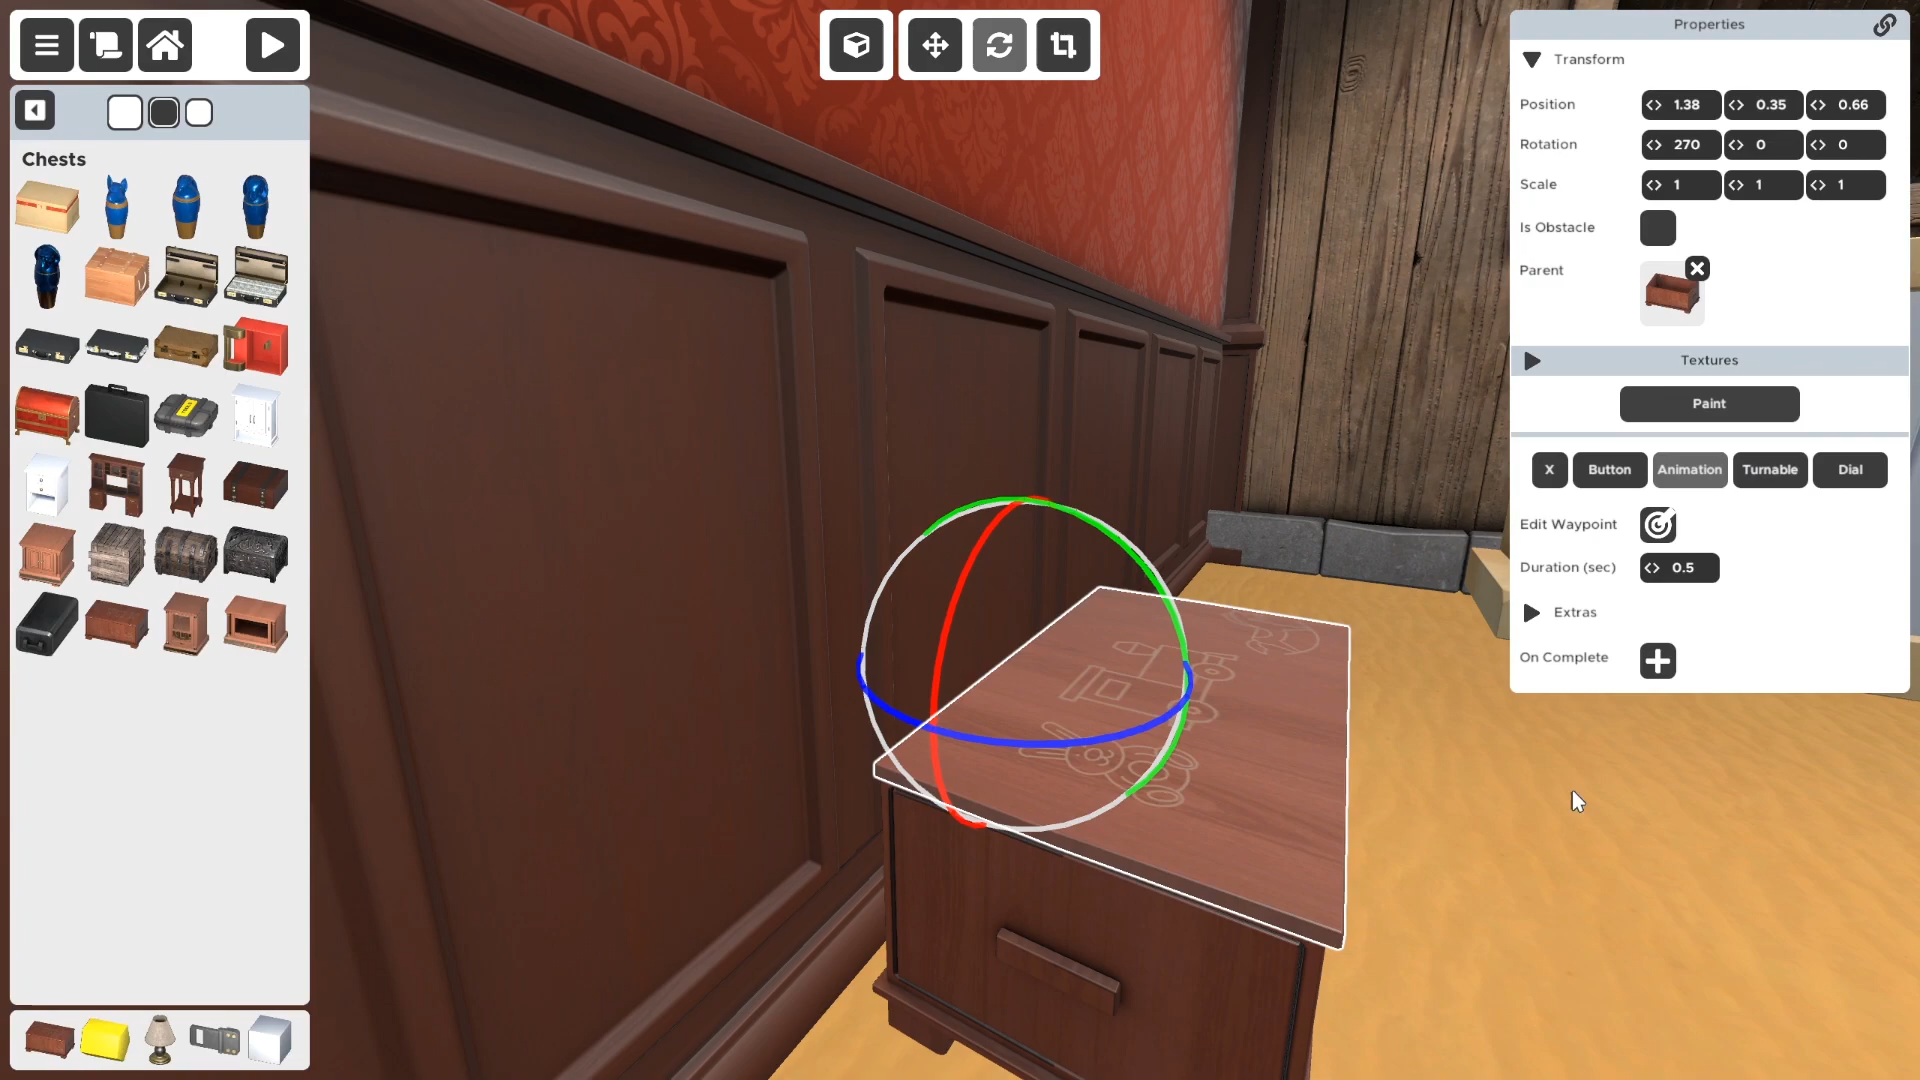 Chests
Properties
Transform
Position 1.38 0.35 0.66
Rotation 270 0 0
Scale 1 1 1
Is Obstacle
Parent
Textures
Paint
X Button Animation Turnable Dial
Edit Waypoint
Duration (sec) 0.5
Extras
On Complete